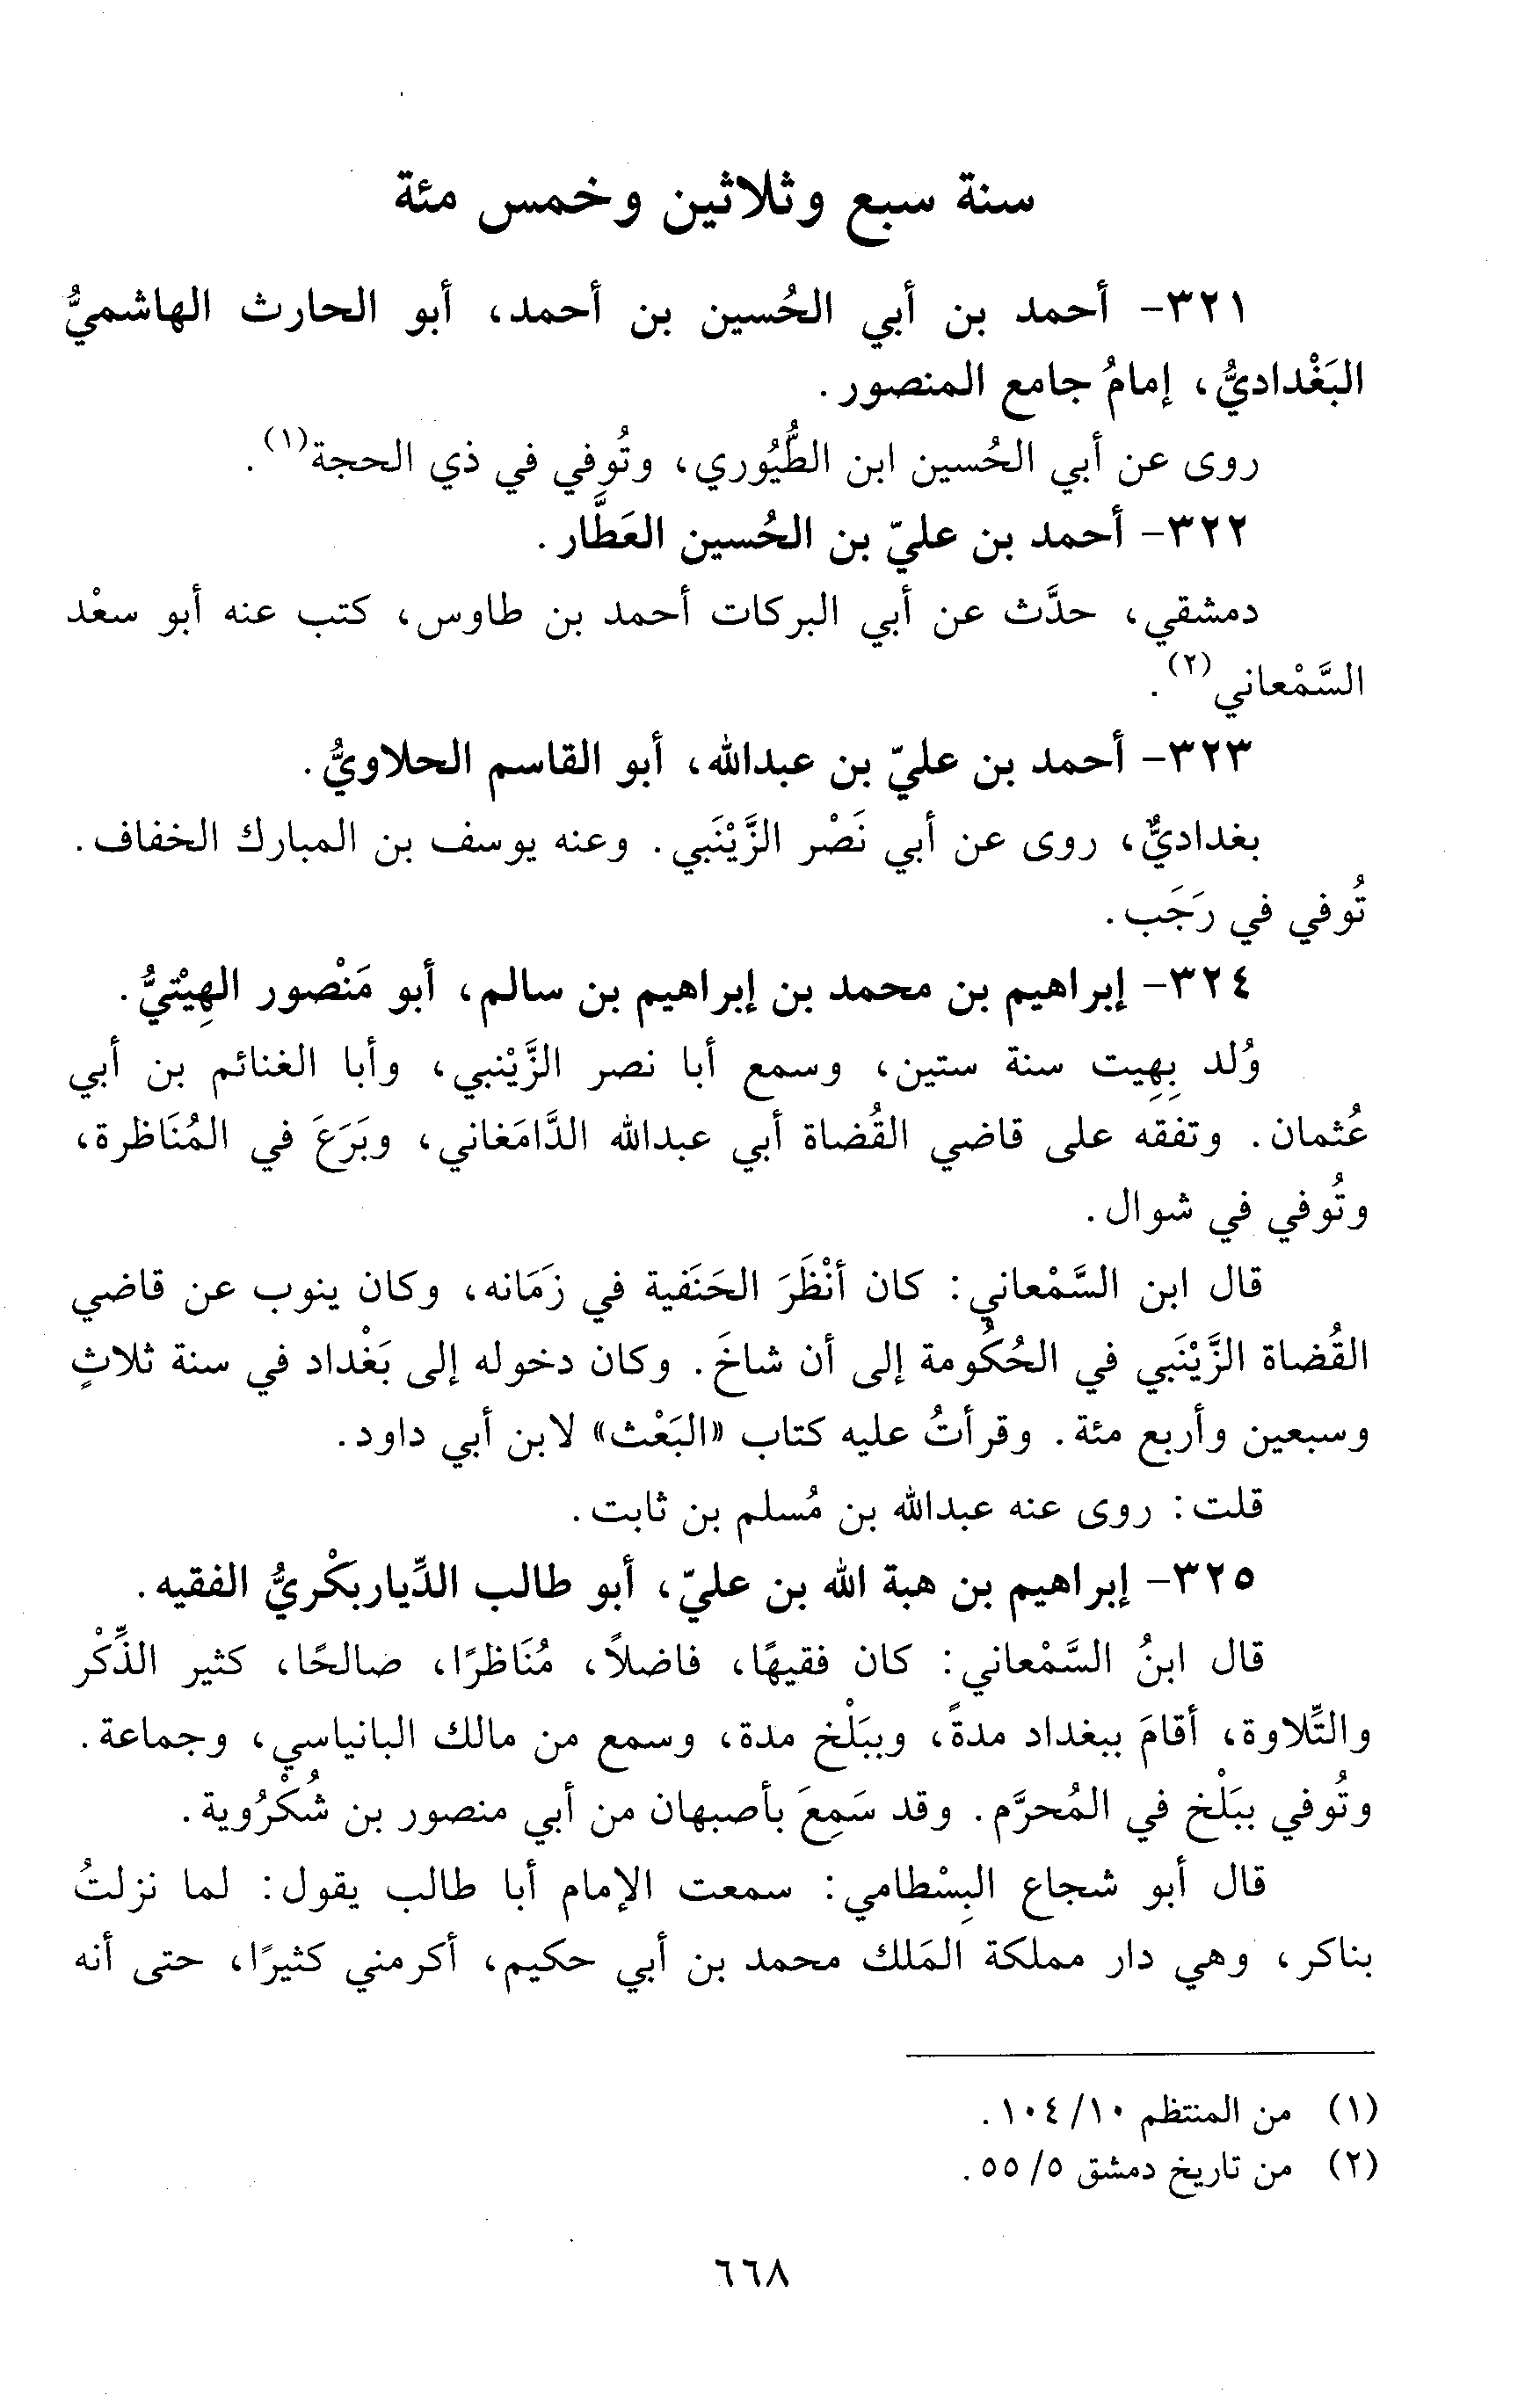 سنة سبع وثلاثين وخمس مئة
٣٢١- أحمد بن أبي الحُسين بن أحمد، أبو الحارث الهاشميُّ
البَغْداديُّ، إمامُ جامع المنصور.
روى عن أبي الحُسين ابن الطُّيُوري، وتُوفي في ذي الحجة(١).
٣٢٢- أحمد بن عليّ بن الحُسين العَطَّار.
دمشقي، حدَّث عن أبي البركات أحمد بن طاوس، كتب عنه أبو سعْد
السَّمْعاني(٢).
٣٢٣- أحمد بن عليّ بن عبدالله، أبو القاسم الحلاويُّ.
بغداديٌّ، روى عن أبي نَصْر الزَّيْنَبي. وعنه يوسف بن المبارك الخفاف.
تُوفي في رَجَب.
٣٢٤- إبراهيم بن محمد بن إبراهيم بن سالم، أبو مَنْصور الهِيْتيُّ.
وُلد بِهِيت سنة ستين، وسمع أبا نصر الزَّيْنبي، وأبا الغنائم بن أبي
عُثمان. وتفقه على قاضي القُضاة أبي عبدالله الدَّامَغاني، وبَرَعَ في المُنَاظرة،
وتُوفي في شوال.
قال ابن السَّمْعاني: كان أنْظَرَ الحَنَفية في زَمَانه، وكان ينوب عن قاضي
القُضاة الزَّيْنَبي في الحُكُومة إلى أن شاخَ. وكان دخوله إلى بَغْداد في سنة ثلاثٍ
وسبعين وأربع مئة. وقرأتُ عليه كتاب «البَعْث» لابن أبي داود.
قلت: روى عنه عبدالله بن مُسلم بن ثابت.
٣٢٥- إبراهيم بن هبة الله بن عليّ، أبو طالب الدِّياربكْريُّ الفقيه.
قال ابنُ السَّمْعاني: كان فقيهًا، فاضلاً، مُنَاظرًا، صالحًا، كثير الذِّكْر
والتِّلاوة، أقامَ ببغداد مدةً، وببَلْخ مدة، وسمع من مالك البانياسي، وجماعة.
وتُوفي ببَلْخ في المُحرَّم. وقد سَمِعَ بأصبهان من أبي منصور بن شُكْرُوية.
قال أبو شجاع البِسْطامي: سمعت الإمام أبا طالب يقول: لما نزلتُ
بناكر، وهي دار مملكة المَلك محمد بن أبي حكيم، أكرمني كثيرًا، حتى أنه
(١) من المنتظم ١٠/ ١٠٤.
(٢) من تاريخ دمشق ٥/ ٥٥.
٦٦٨